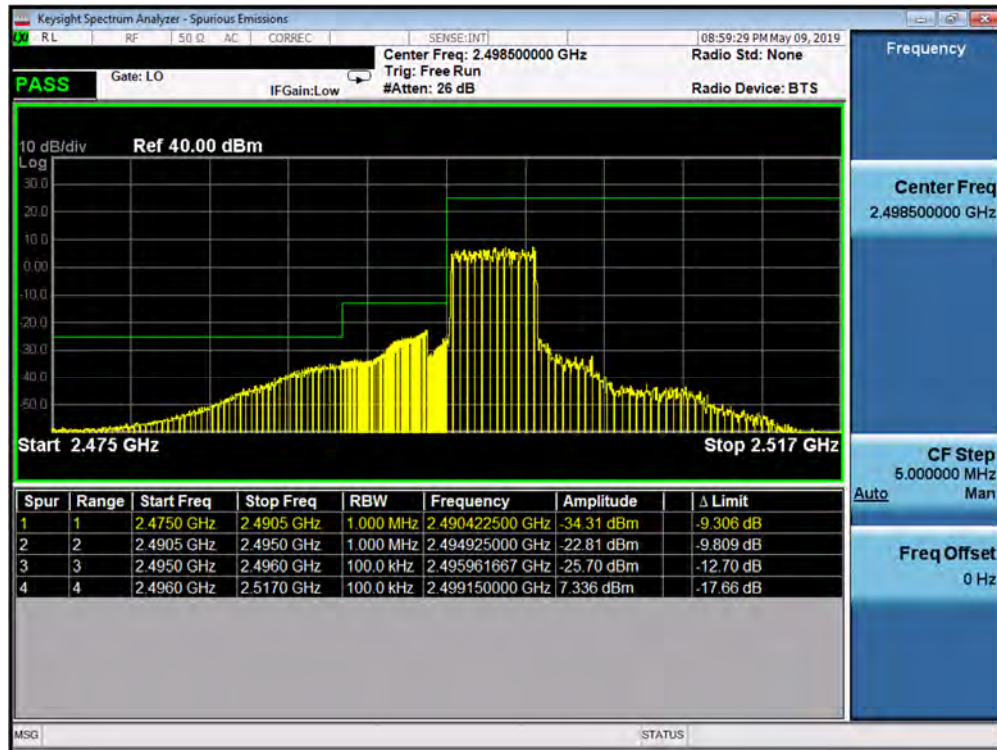 Keysight Spectrum Analyzer - Spurious Emissions
LXI RL RF 50 Ω AC CORREC SENSE:INT 08:59:29 PM May 09, 2019
Center Freq: 2.498500000 GHz Radio Std: None
PASS Gate: LO Trig: Free Run
IFGain:Low #Atten: 26 dB Radio Device: BTS
10 dB/div Ref 40.00 dBm
Log
30.0
20.0
10.0
0.00
-10.0
-20.0
-30.0
-40.0
-50.0
Start 2.475 GHz Stop 2.517 GHz
Spur Range Start Freq Stop Freq RBW Frequency Amplitude Δ Limit
1 1 2.4750 GHz 2.4905 GHz 1.000 MHz 2.490422500 GHz -34.31 dBm -9.306 dB
2 2 2.4905 GHz 2.4950 GHz 1.000 MHz 2.494925000 GHz -22.81 dBm -9.809 dB
3 3 2.4950 GHz 2.4960 GHz 100.0 kHz 2.495961667 GHz -25.70 dBm -12.70 dB
4 4 2.4960 GHz 2.5170 GHz 100.0 kHz 2.499150000 GHz 7.336 dBm -17.66 dB
MSG STATUS
Frequency
Center Freq
2.498500000 GHz
CF Step
5.000000 MHz
Auto Man
Freq Offset
0 Hz